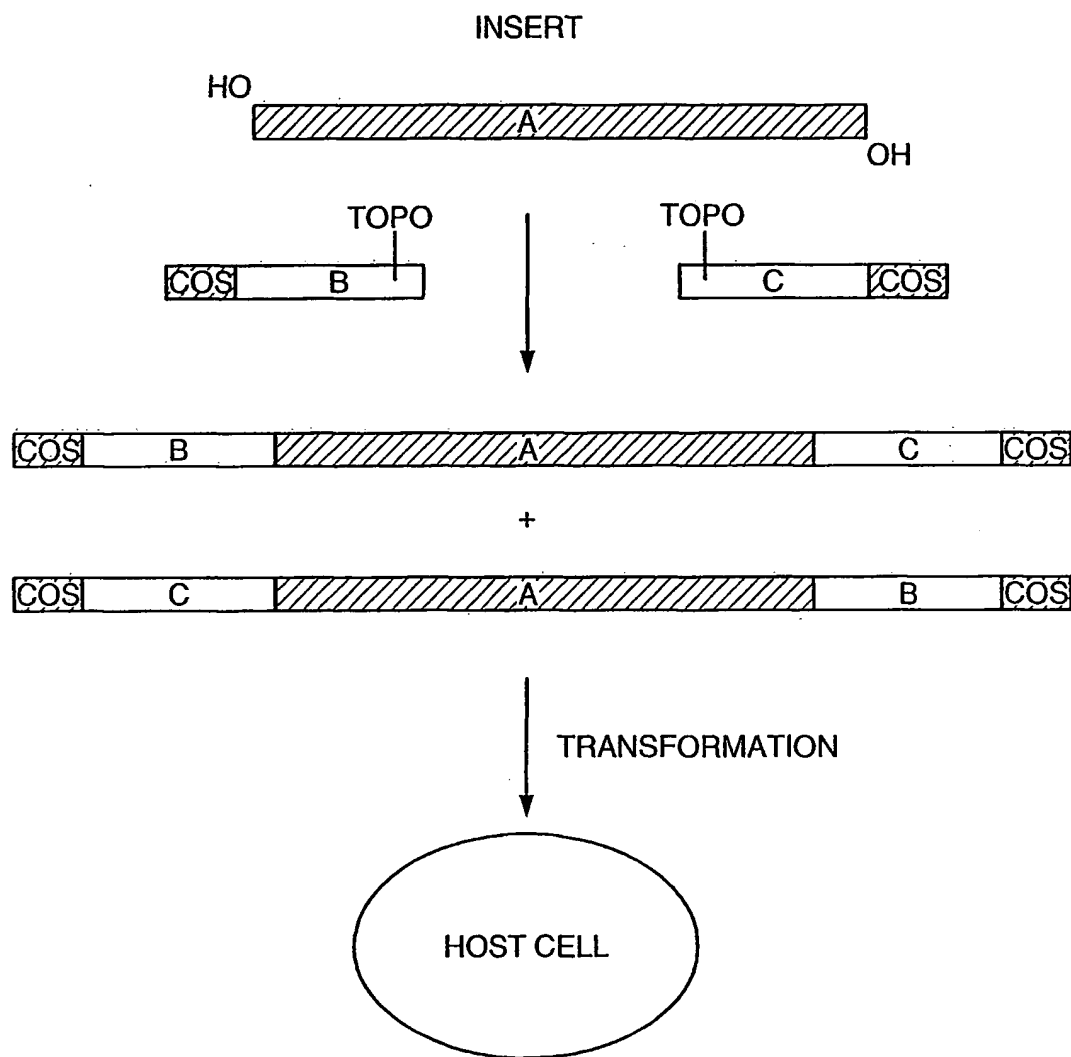 INSERT
HO
A
OH
TOPO TOPO
COS B C COS
COS B A C COS
+
COS C A B COS
TRANSFORMATION
HOST CELL